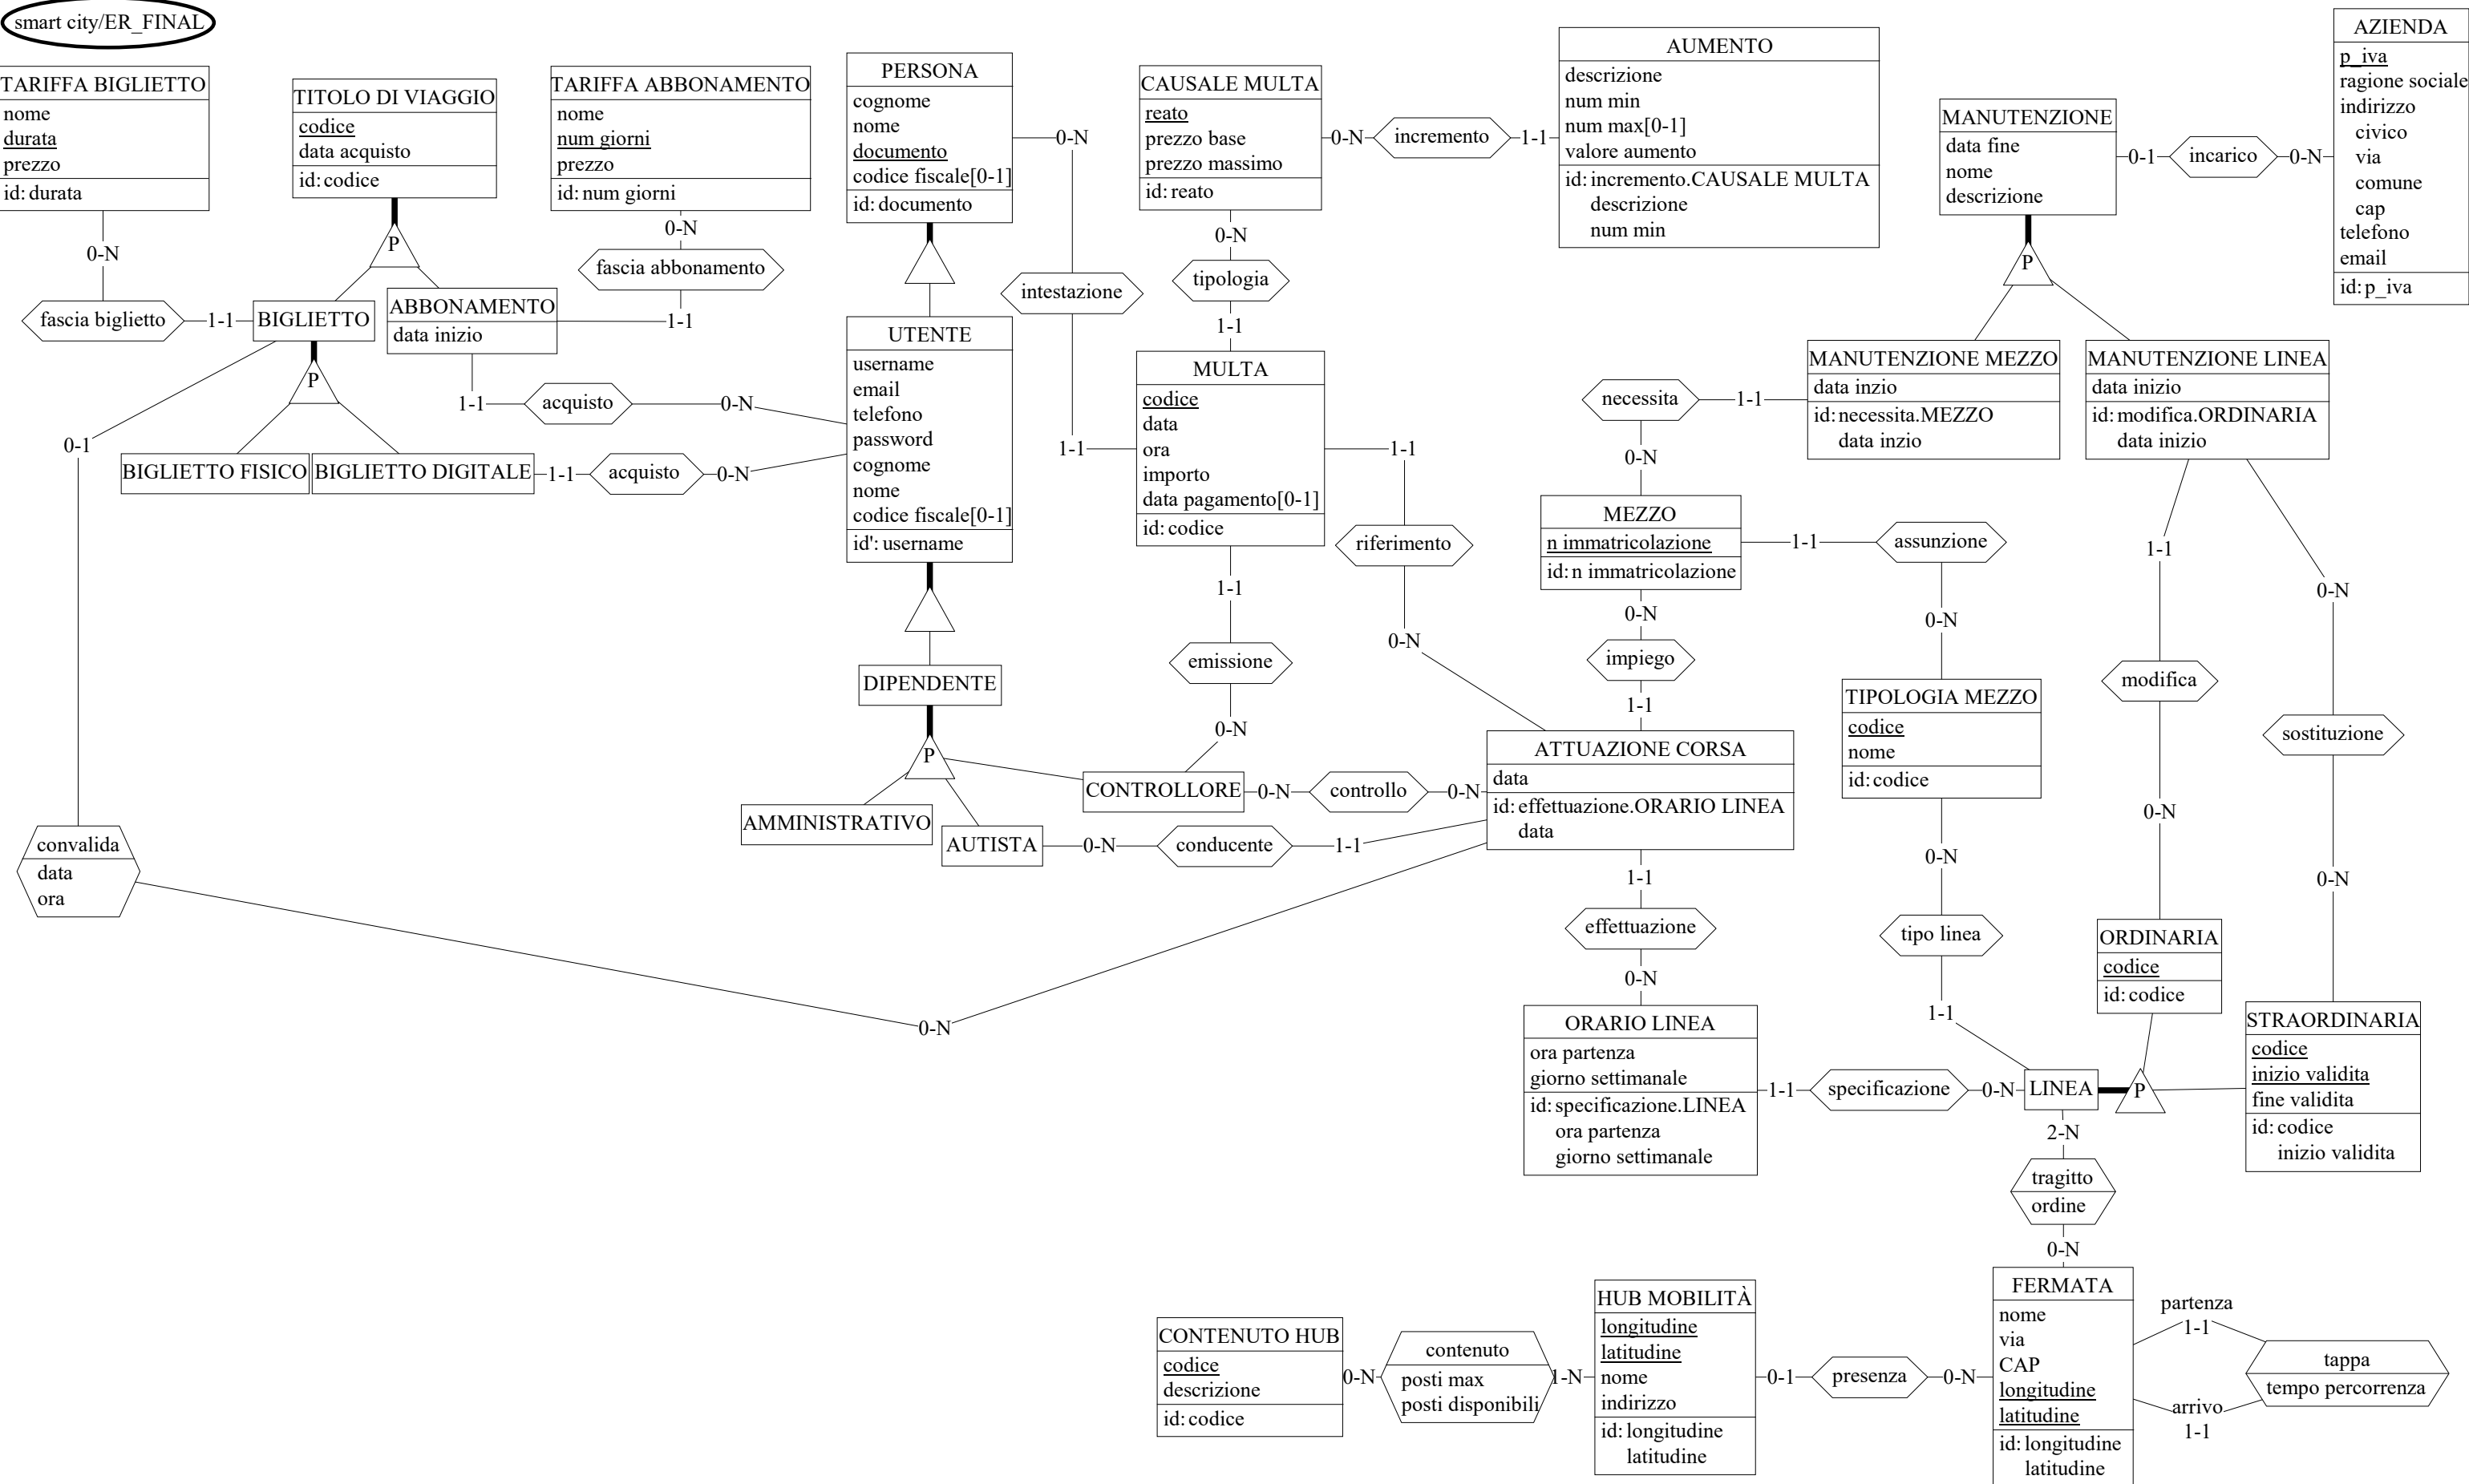 smart city/ER_FINAL
TARIFFA BIGLIETTO
nome
durata
prezzo
id: durata
0-N
fascia biglietto
1-1
TITOLO DI VIAGGIO
codice
data acquisto
id: codice
P
BIGLIETTO
P
BIGLIETTO FISICO
BIGLIETTO DIGITALE
1-1
acquisto
0-N
0-1
convalida
data
ora
0-N
TARIFFA ABBONAMENTO
nome
num giorni
prezzo
id: num giorni
0-N
fascia abbonamento
1-1
ABBONAMENTO
data inizio
1-1
acquisto
0-N
PERSONA
cognome
nome
documento
codice fiscale[0-1]
id: documento
0-N
intestazione
1-1
UTENTE
username
email
telefono
password
cognome
nome
codice fiscale[0-1]
id': username
DIPENDENTE
P
AMMINISTRATIVO
AUTISTA
0-N
conducente
1-1
CONTROLLORE
0-N
controllo
0-N
CAUSALE MULTA
reato
prezzo base
prezzo massimo
id: reato
0-N
incremento
1-1
AUMENTO
descrizione
num min
num max[0-1]
valore aumento
id: incremento.CAUSALE MULTA
descrizione
num min
0-N
tipologia
1-1
MULTA
codice
data
ora
importo
data pagamento[0-1]
id: codice
1-1
emissione
0-N
1-1
riferimento
0-N
MANUTENZIONE
data fine
nome
descrizione
0-1
incarico
0-N
AZIENDA
p_iva
ragione sociale
indirizzo
civico
via
comune
cap
telefono
email
id: p_iva
P
MANUTENZIONE MEZZO
data inzio
id: necessita.MEZZO
data inzio
MANUTENZIONE LINEA
data inizio
id: modifica.ORDINARIA
data inizio
necessita
1-1
0-N
MEZZO
n immatricolazione
id: n immatricolazione
1-1
assunzione
0-N
0-N
impiego
1-1
TIPOLOGIA MEZZO
codice
nome
id: codice
0-N
tipo linea
1-1
1-1
modifica
0-N
0-N
sostituzione
0-N
ATTUAZIONE CORSA
data
id: effettuazione.ORARIO LINEA
data
1-1
effettuazione
0-N
ORARIO LINEA
ora partenza
giorno settimanale
id: specificazione.LINEA
ora partenza
giorno settimanale
1-1
specificazione
0-N
LINEA
P
ORDINARIA
codice
id: codice
STRAORDINARIA
codice
inizio validita
fine validita
id: codice
inizio validita
2-N
tragitto
ordine
0-N
FERMATA
nome
via
CAP
longitudine
latitudine
id: longitudine
latitudine
partenza
1-1
tappa
tempo percorrenza
arrivo
1-1
CONTENUTO HUB
codice
descrizione
id: codice
0-N
contenuto
posti max
posti disponibili
1-N
HUB MOBILITÀ
longitudine
latitudine
nome
indirizzo
id: longitudine
latitudine
0-1
presenza
0-N